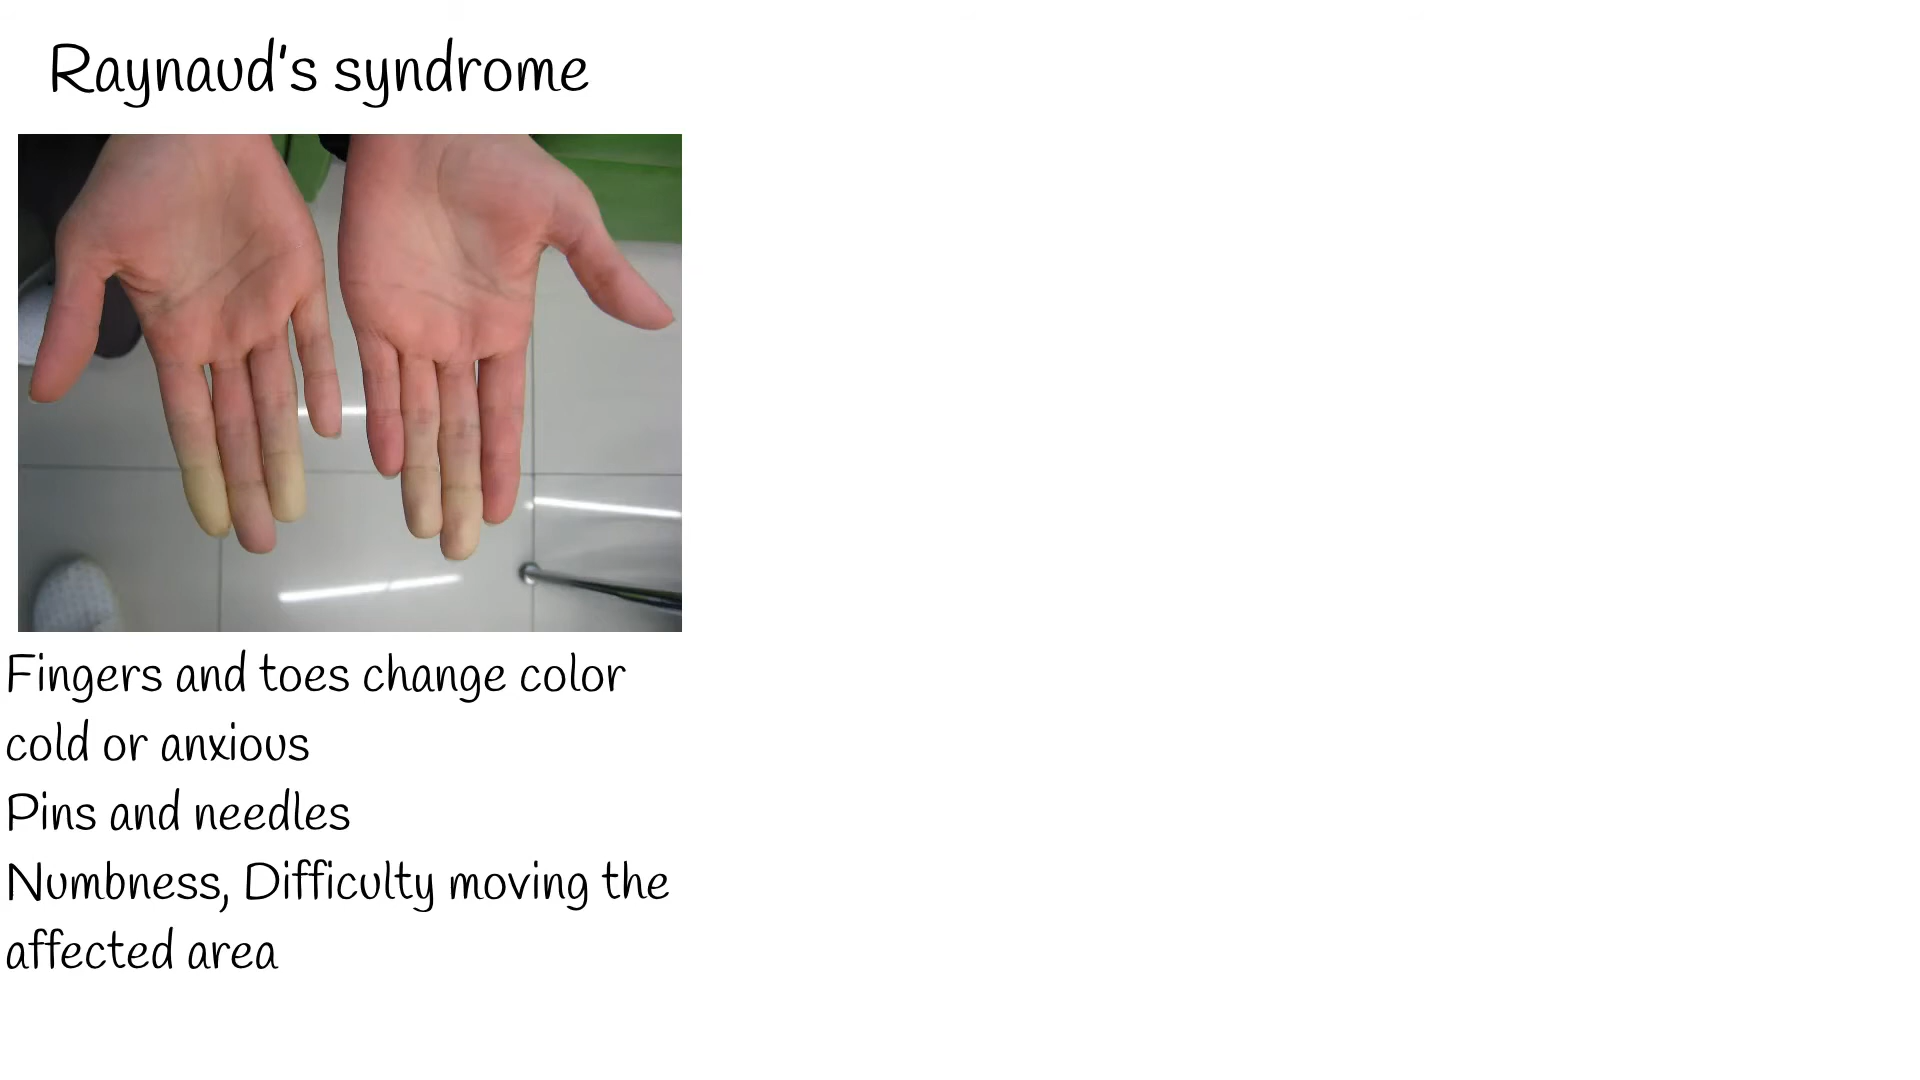 Raynaud's syndrome
Fingers and toes change color
cold or anxious
Pins and needles
Numbness, Difficulty moving the
affected area